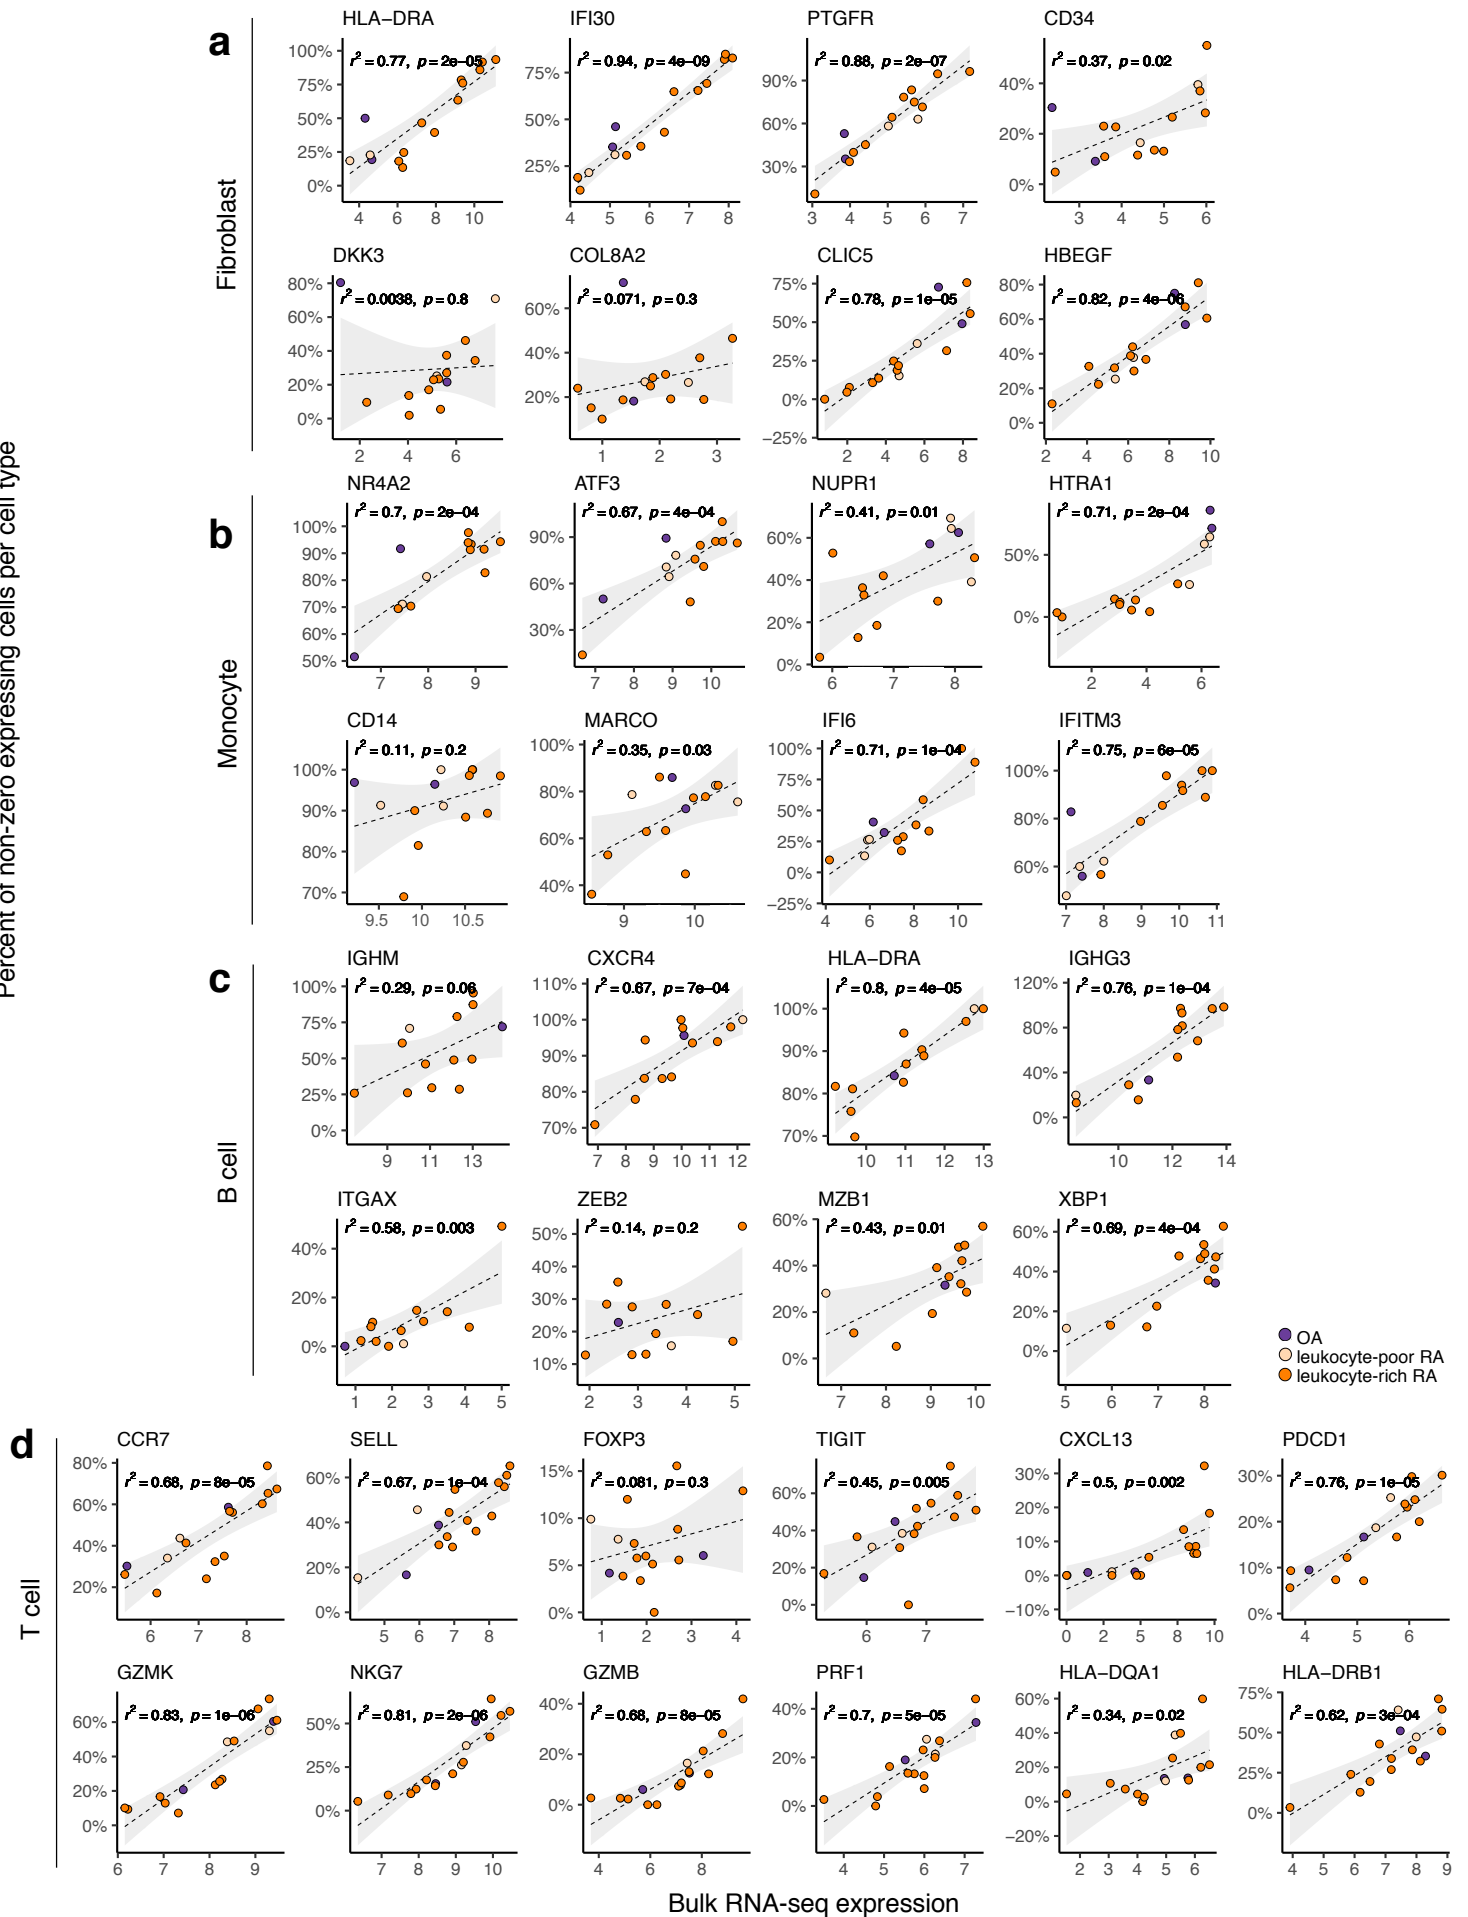 a
Fibroblast
Percent of non-zero expressing cells per cell type
HLA−DRA
IFI30
PTGFR
CD34
r² = 0.77, p = 2e−05
r² = 0.94, p = 4e−09
r² = 0.88, p = 2e−07
r² = 0.37, p = 0.02
100%
75%
50%
25%
0%
75%
50%
25%
90%
60%
30%
40%
20%
0%
4 6 8 10
4 5 6 7 8
3 4 5 6 7
3 4 5 6
DKK3
COL8A2
CLIC5
HBEGF
r² = 0.0038, p = 0.8
r² = 0.071, p = 0.3
r² = 0.78, p = 1e−05
r² = 0.82, p = 4e−06
80%
60%
40%
20%
0%
60%
40%
20%
75%
50%
25%
0%
−25%
80%
60%
40%
20%
0%
2 4 6
1 2 3
2 4 6 8
2 4 6 8 10
b
Monocyte
NR4A2
ATF3
NUPR1
HTRA1
r² = 0.7, p = 2e−04
r² = 0.67, p = 4e−04
r² = 0.41, p = 0.01
r² = 0.71, p = 2e−04
100%
90%
80%
70%
60%
50%
90%
60%
30%
60%
40%
20%
0%
50%
0%
7 8 9
7 8 9 10
6 7 8
2 4 6
CD14
MARCO
IFI6
IFITM3
r² = 0.11, p = 0.2
r² = 0.35, p = 0.03
r² = 0.71, p = 1e−04
r² = 0.75, p = 6e−05
100%
90%
80%
70%
100%
80%
60%
40%
100%
75%
50%
25%
0%
−25%
100%
80%
60%
9.5 10 10.5
9 10
4 6 8 10
7 8 9 10 11
c
B cell
IGHM
CXCR4
HLA−DRA
IGHG3
r² = 0.29, p = 0.06
r² = 0.67, p = 7e−04
r² = 0.8, p = 4e−05
r² = 0.76, p = 1e−04
100%
75%
50%
25%
0%
110%
100%
90%
80%
70%
100%
90%
80%
70%
120%
80%
40%
0%
9 11 13
7 8 9 10 11 12
10 11 12 13
10 12 14
ITGAX
ZEB2
MZB1
XBP1
r² = 0.58, p = 0.003
r² = 0.14, p = 0.2
r² = 0.43, p = 0.01
r² = 0.69, p = 4e−04
40%
20%
0%
50%
40%
30%
20%
10%
60%
40%
20%
0%
60%
40%
20%
0%
1 2 3 4 5
2 3 4 5
7 8 9 10
5 6 7 8
OA
leukocyte-poor RA
leukocyte-rich RA
d
T cell
CCR7
SELL
FOXP3
TIGIT
CXCL13
PDCD1
r² = 0.68, p = 8e−05
r² = 0.67, p = 1e−04
r² = 0.081, p = 0.3
r² = 0.45, p = 0.005
r² = 0.5, p = 0.002
r² = 0.76, p = 1e−05
80%
60%
40%
20%
60%
40%
20%
0%
15%
10%
5%
0%
60%
40%
20%
0%
30%
20%
10%
0%
−10%
30%
20%
10%
0%
6 7 8
5 6 7 8
1 2 3 4
6 7
0 2 5 8 10
4 5 6
GZMK
NKG7
GZMB
PRF1
HLA−DQA1
HLA−DRB1
r² = 0.83, p = 1e−06
r² = 0.81, p = 2e−06
r² = 0.68, p = 8e−05
r² = 0.7, p = 5e−05
r² = 0.34, p = 0.02
r² = 0.62, p = 3e−04
60%
40%
20%
0%
50%
25%
0%
40%
20%
0%
40%
20%
0%
60%
40%
20%
0%
−20%
75%
50%
25%
0%
6 7 8 9
7 8 9 10
4 6 8
4 5 6 7
2 3 4 5 6
4 5 6 7 8 9
Bulk RNA-seq expression